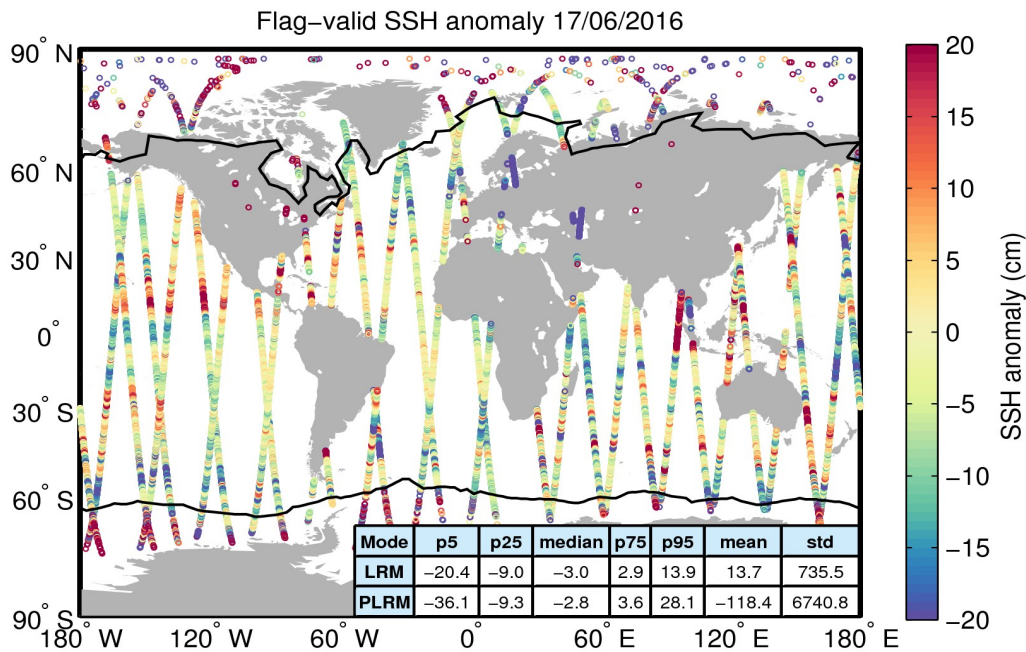 Flag−valid SSH anomaly 17/06/2016
90° N
60° N
30° N
0°
30° S
60° S
90° S
180° W 120° W 60° W 0° 60° E 120° E 180° E
Mode p5 p25 median p75 p95 mean std
LRM −20.4 −9.0 −3.0 2.9 13.9 13.7 735.5
PLRM −36.1 −9.3 −2.8 3.6 28.1 −118.4 6740.8
20
15
10
5
0
−5
−10
−15
−20
SSH anomaly (cm)